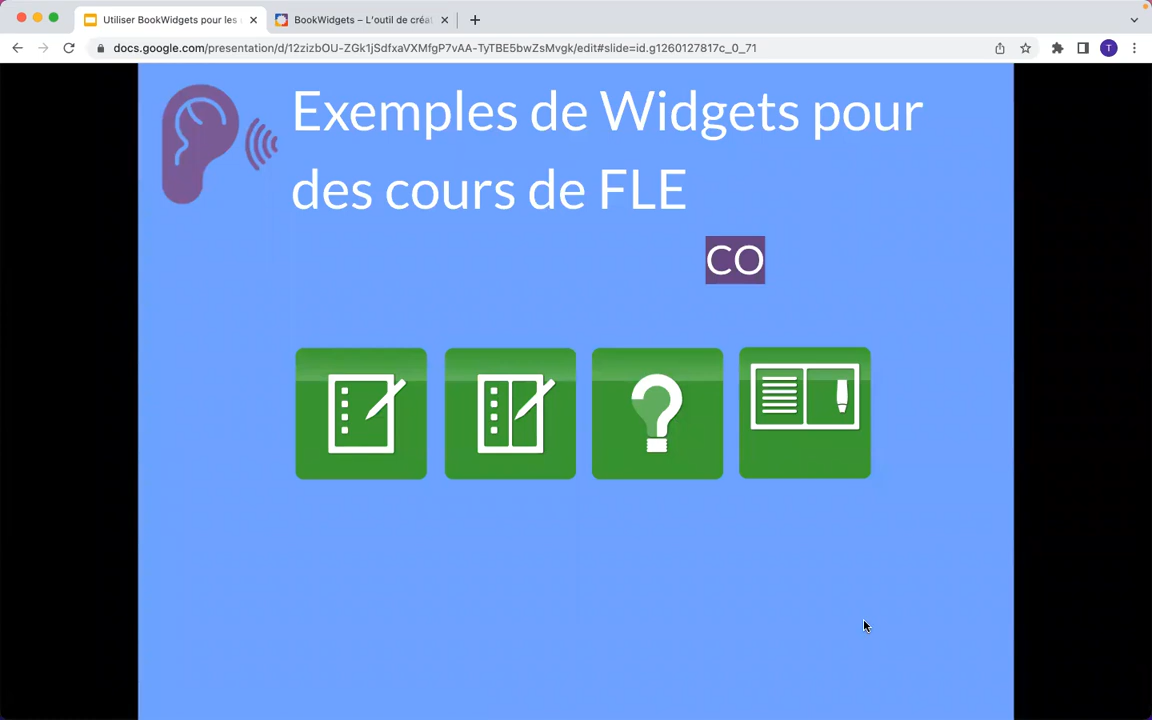 Utiliser BookWidgets pour les
BookWidgets – L'outil de créat
docs.google.com/presentation/d/12zizbOU-ZGk1jSdfxaVXMfgP7vAA-TyTBE5bwZsMvgk/edit#slide=id.g1260127817c_0_71
T
Exemples de Widgets pour
des cours de FLE
CO